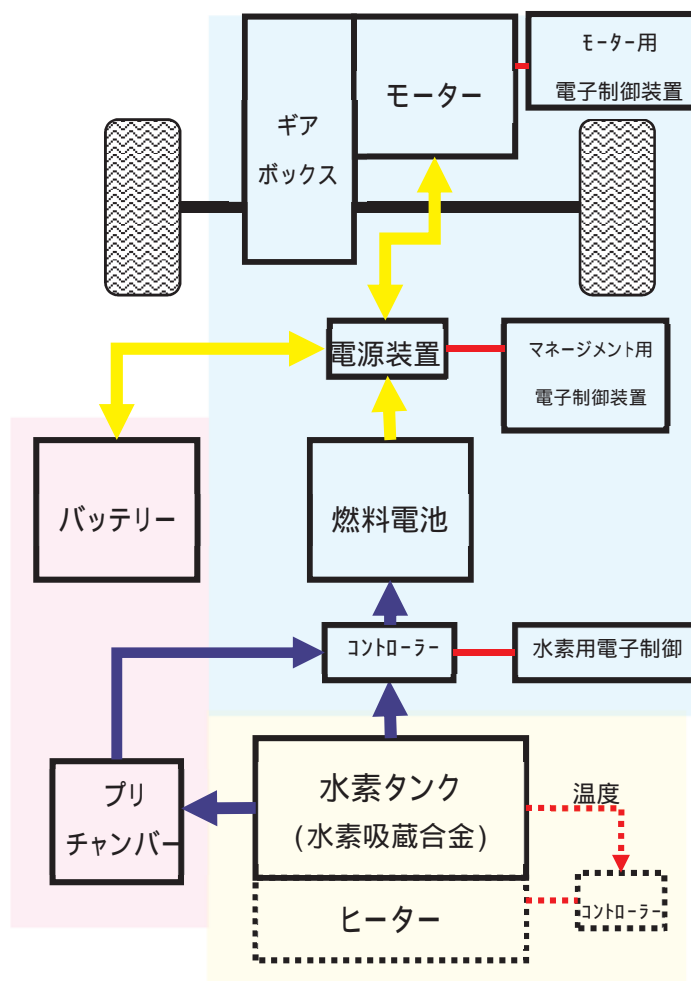 モーター用
電子制御装置
モーター
ギア
ボックス
電源装置
マネージメント用
電子制御装置
バッテリー
燃料電池
コントローラー
水素用電子制御
プリ
チャンバー
水素タンク
(水素吸蔵合金)
温度
ヒーター
コントローラー